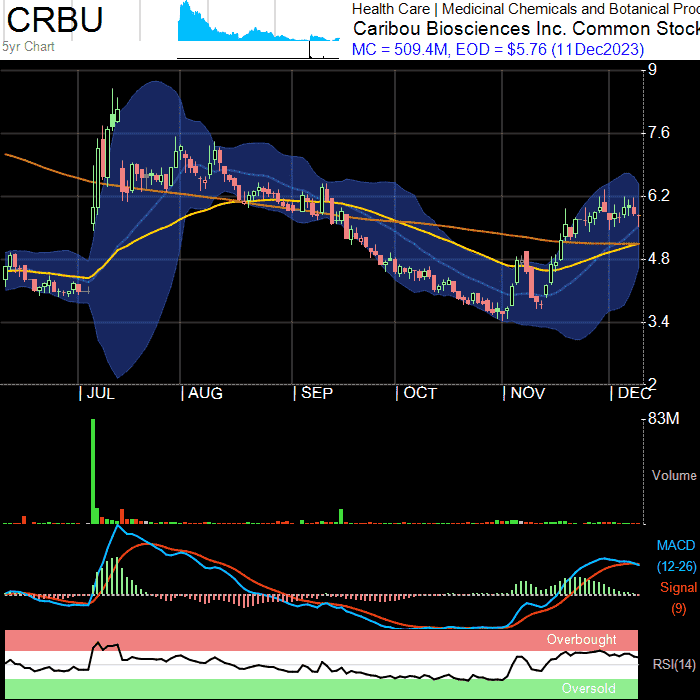 CRBU
5yr Chart
Health Care | Medicinal Chemicals and Botanical Proc
Caribou Biosciences Inc. Common Stock
MC = 509.4M, EOD = $5.76 (11Dec2023)
9
7.6
6.2
4.8
3.4
2
| JUL | AUG | SEP | OCT | NOV | DEC
83M
Volume
MACD
(12-26)
Signal
(9)
Overbought
RSI(14)
Oversold